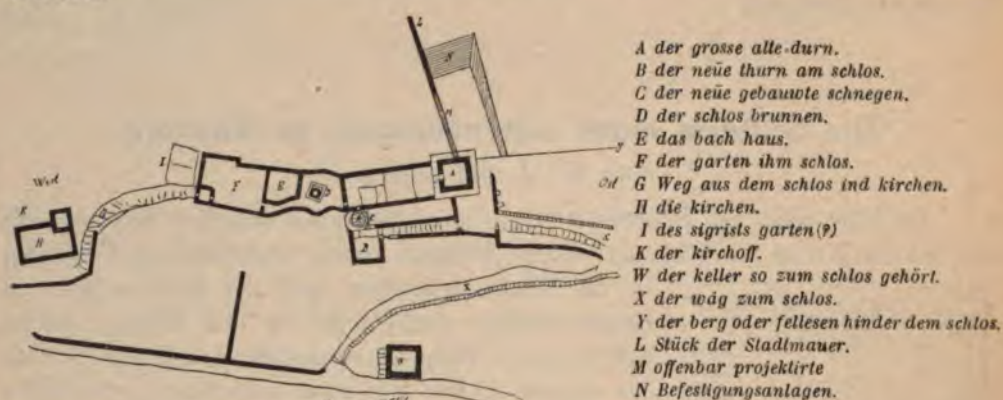 L
N
M
A
y
I
F
E
D
West
Ost
K
H
C
B
S
X
W
A der grosse alte durn.
B der neüe thurn am schlos.
C der neüe gebauwte schnegen.
D der schlos brunnen.
E das bach haus.
F der garten ihm schlos.
G Weg aus dem schlos ind kirchen.
H die kirchen.
I des sigrists garten (?)
K der kirchoff.
W der keller so zum schlos gehört.
X der wäg zum schlos.
Y der berg oder fellesen hinder dem schlos.
L Stück der Stadtmauer.
M offenbar projektirte
N Befestigungsanlagen.